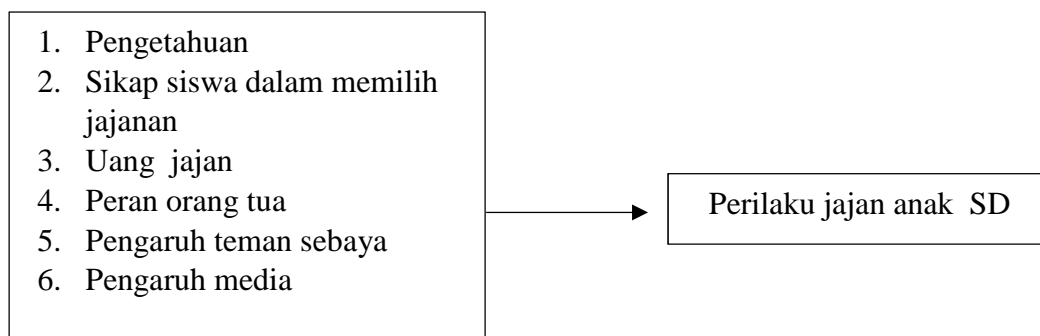 1. Pengetahuan
2. Sikap siswa dalam memilih
jajanan
3. Uang jajan
4. Peran orang tua
5. Pengaruh teman sebaya
6. Pengaruh media
Perilaku jajan anak SD